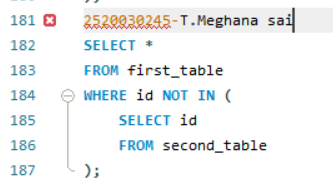 181 2520030245-T.Meghana sai
182 SELECT *
183 FROM first_table
184 WHERE id NOT IN (
185 SELECT id
186 FROM second_table
187 );